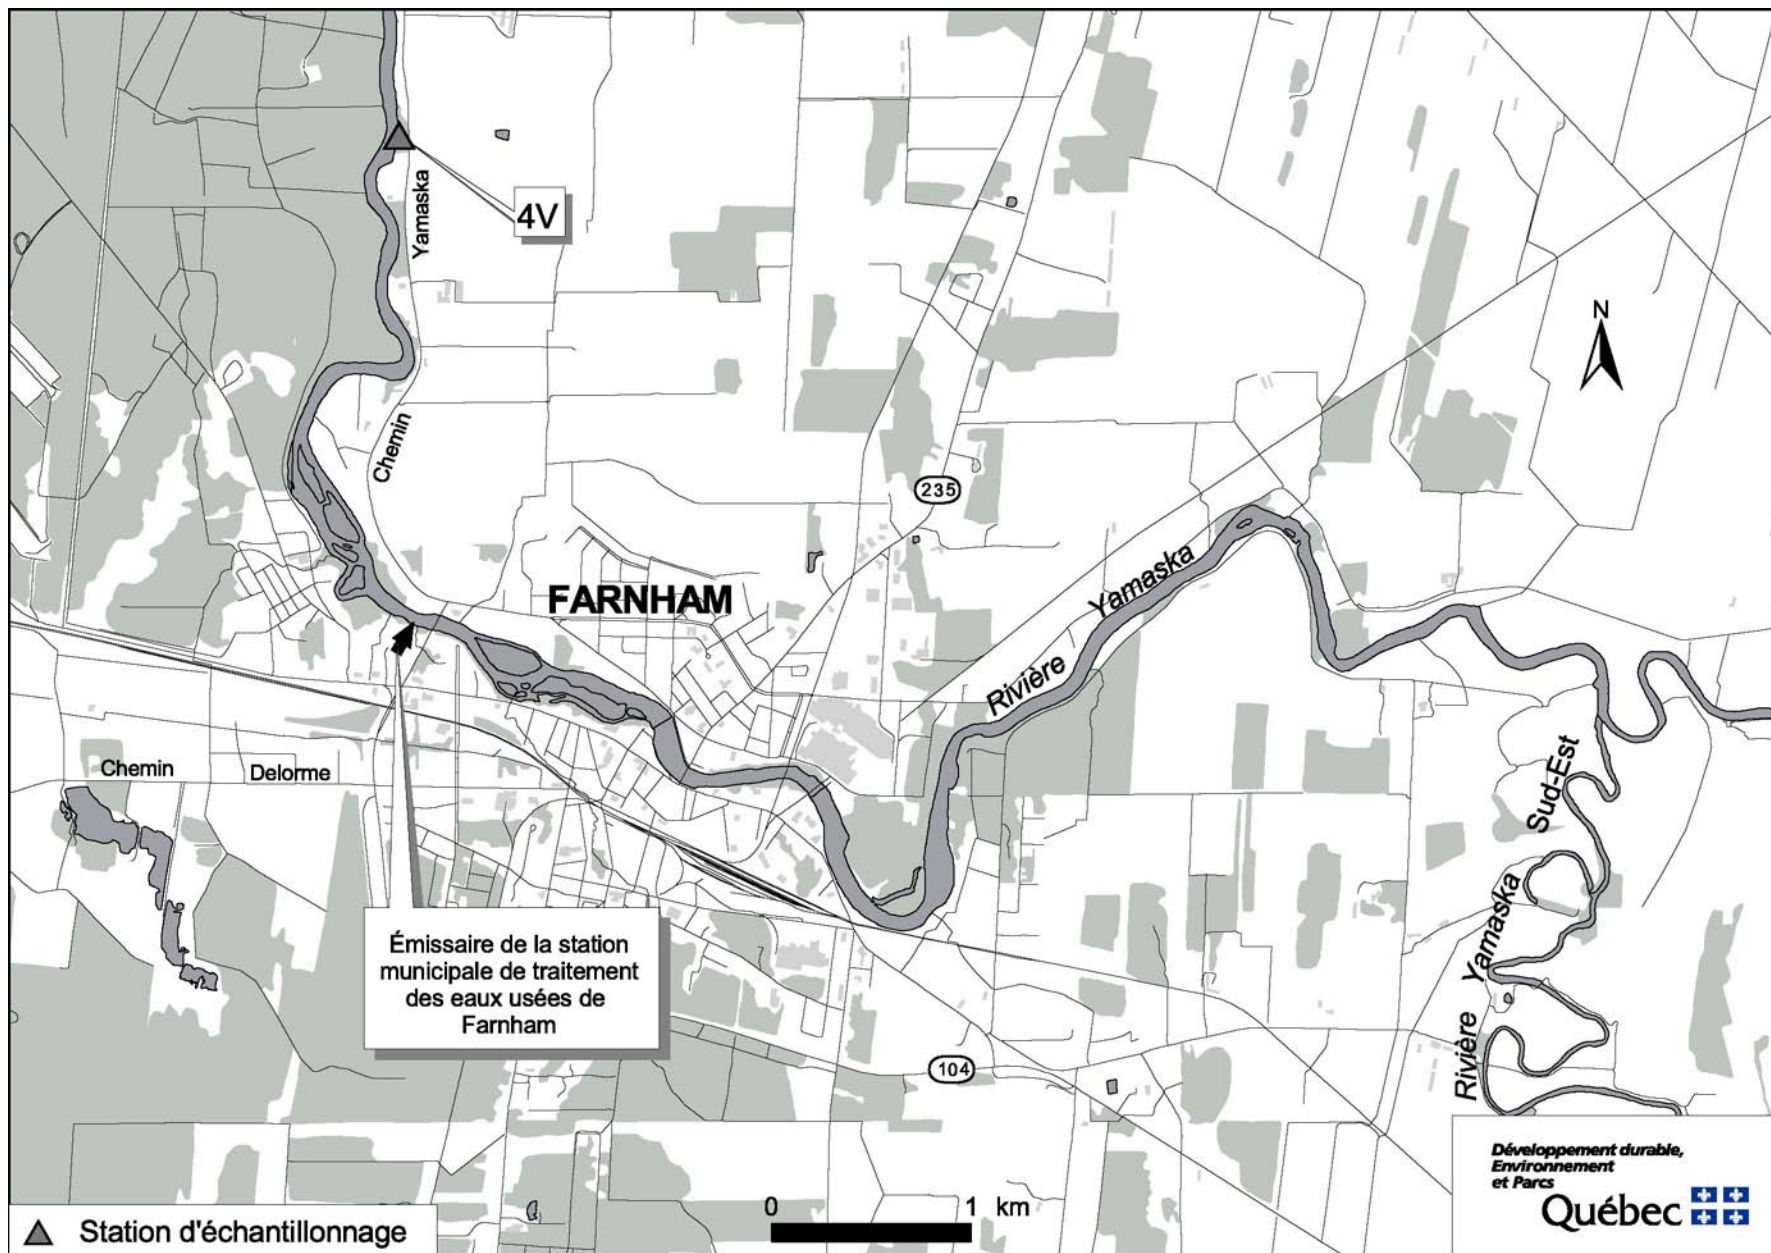 4V
Yamaska
Chemin
N
235
FARNHAM
Rivière Yamaska
Chemin Delorme
Sud-Est
Yamaska
Rivière
Émissaire de la station
municipale de traitement
des eaux usées de
Farnham
104
Développement durable,
Environnement
et Parcs
Québec
0 1 km
Station d'échantillonnage